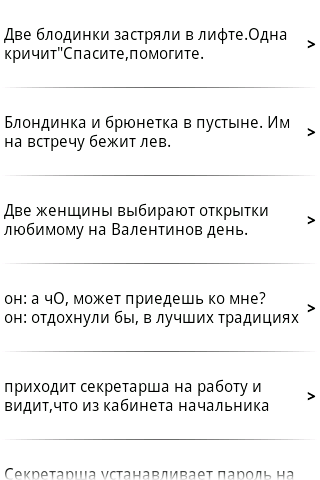 Две блодинки застряли в лифте.Одна
кричит"Спасите,помогите.
>
Блондинка и брюнетка в пустыне. Им
на встречу бежит лев.
>
Две женщины выбирают открытки
любимому на Валентинов день.
>
он: а чО, может приедешь ко мне?
он: отдохнули бы, в лучших традициях
>
приходит секретарша на работу и
видит,что из кабинета начальника
>
Секретарша устанавливает пароль на